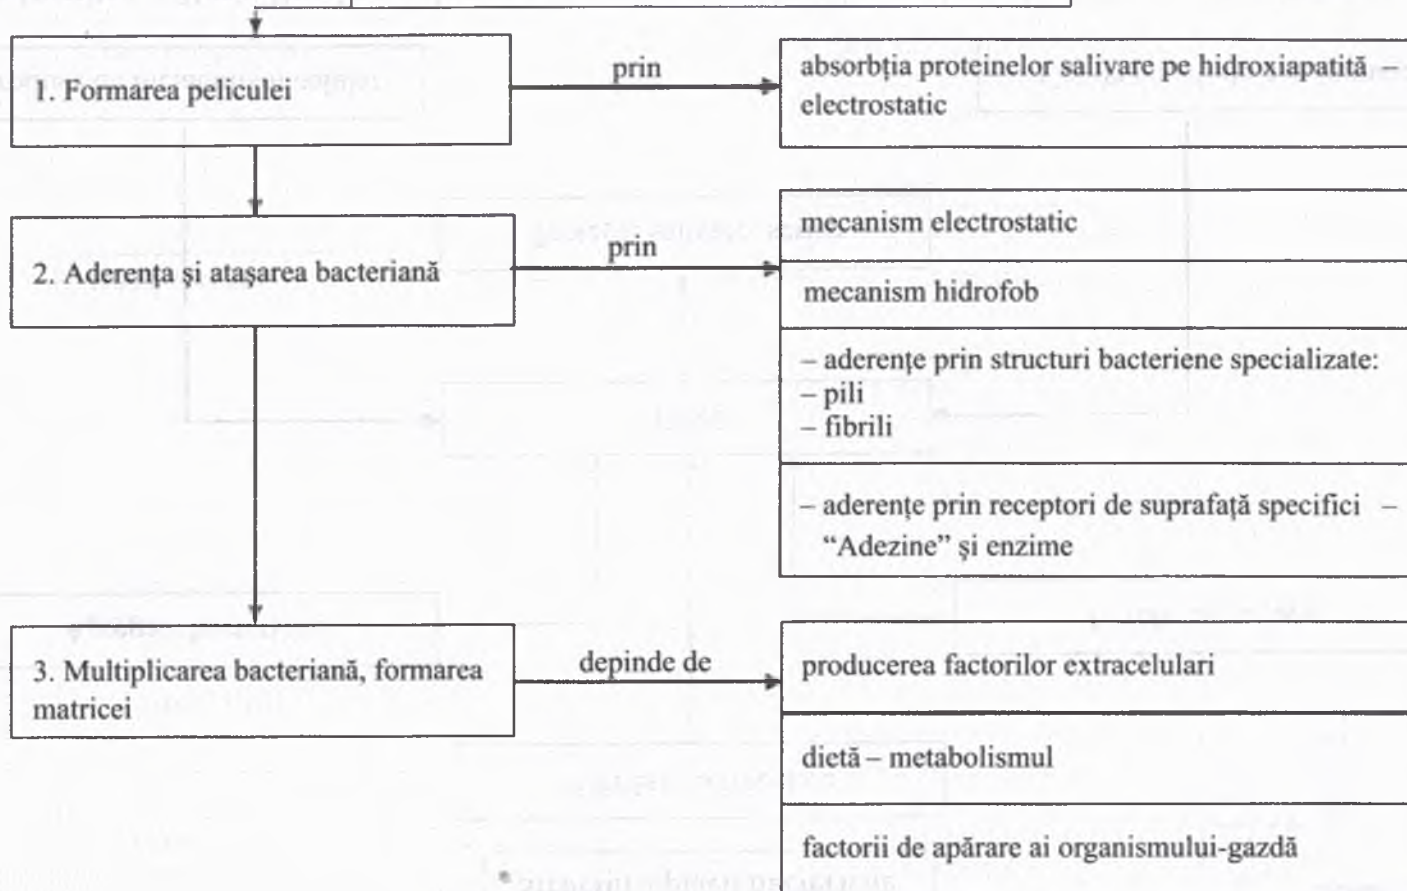 1. Formarea peliculei
prin
absorbția proteinelor salivare pe hidroxiapatită –
electrostatic
2. Aderența și atașarea bacteriană
prin
mecanism electrostatic
mecanism hidrofob
– aderențe prin structuri bacteriene specializate:
– pili
– fibrili
– aderențe prin receptori de suprafață specifici –
“Adezine” și enzime
3. Multiplicarea bacteriană, formarea
matricei
depinde de
producerea factorilor extracelulari
dietă – metabolismul
factorii de apărare ai organismului-gazdă